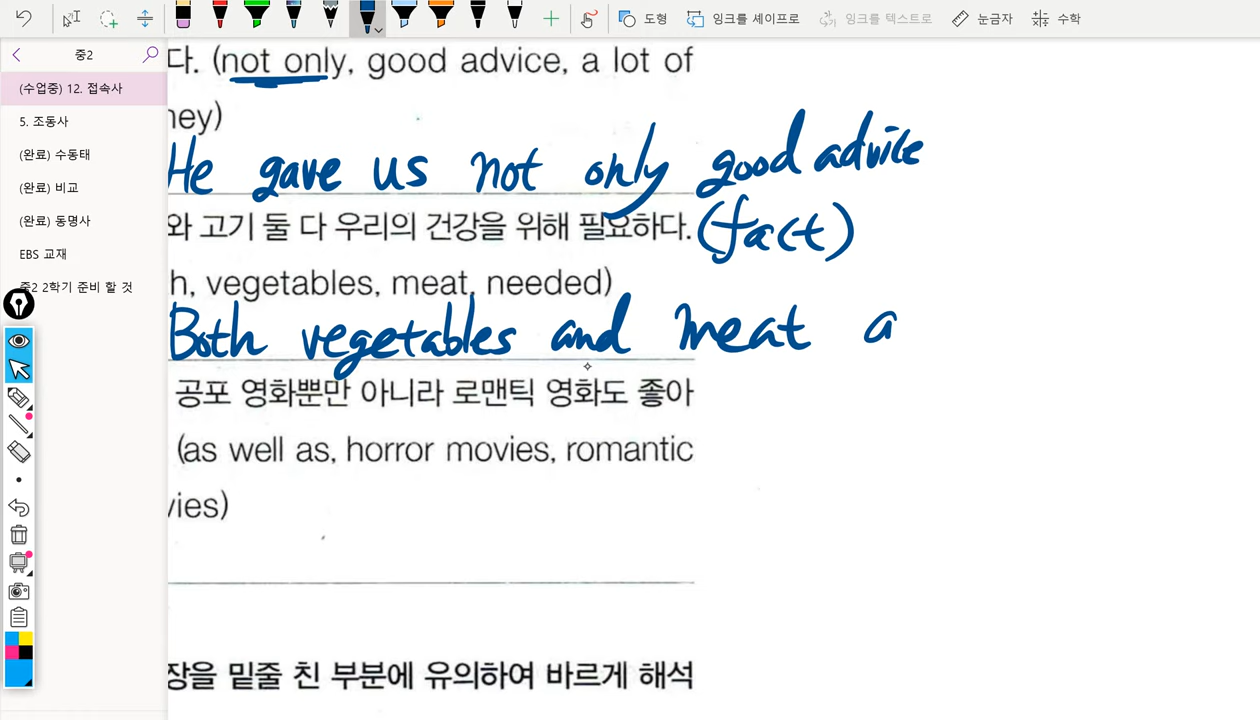 도형 잉크를 셰이프로 잉크를 텍스트로 눈금자 수학
중2
(수업중) 12. 접속사
5. 조동사
(완료) 수동태
(완료) 비교
(완료) 동명사
EBS 교재
중2 2학기 준비 할 것
다. (not only, good advice, a lot of
ney)
He gave us not only good advice
와 고기 둘 다 우리의 건강을 위해 필요하다. (fact)
h, vegetables, meat, needed)
Both vegetables and meat a
공포 영화뿐만 아니라 로맨틱 영화도 좋아
(as well as, horror movies, romantic
vies)
장을 밑줄 친 부분에 유의하여 바르게 해석